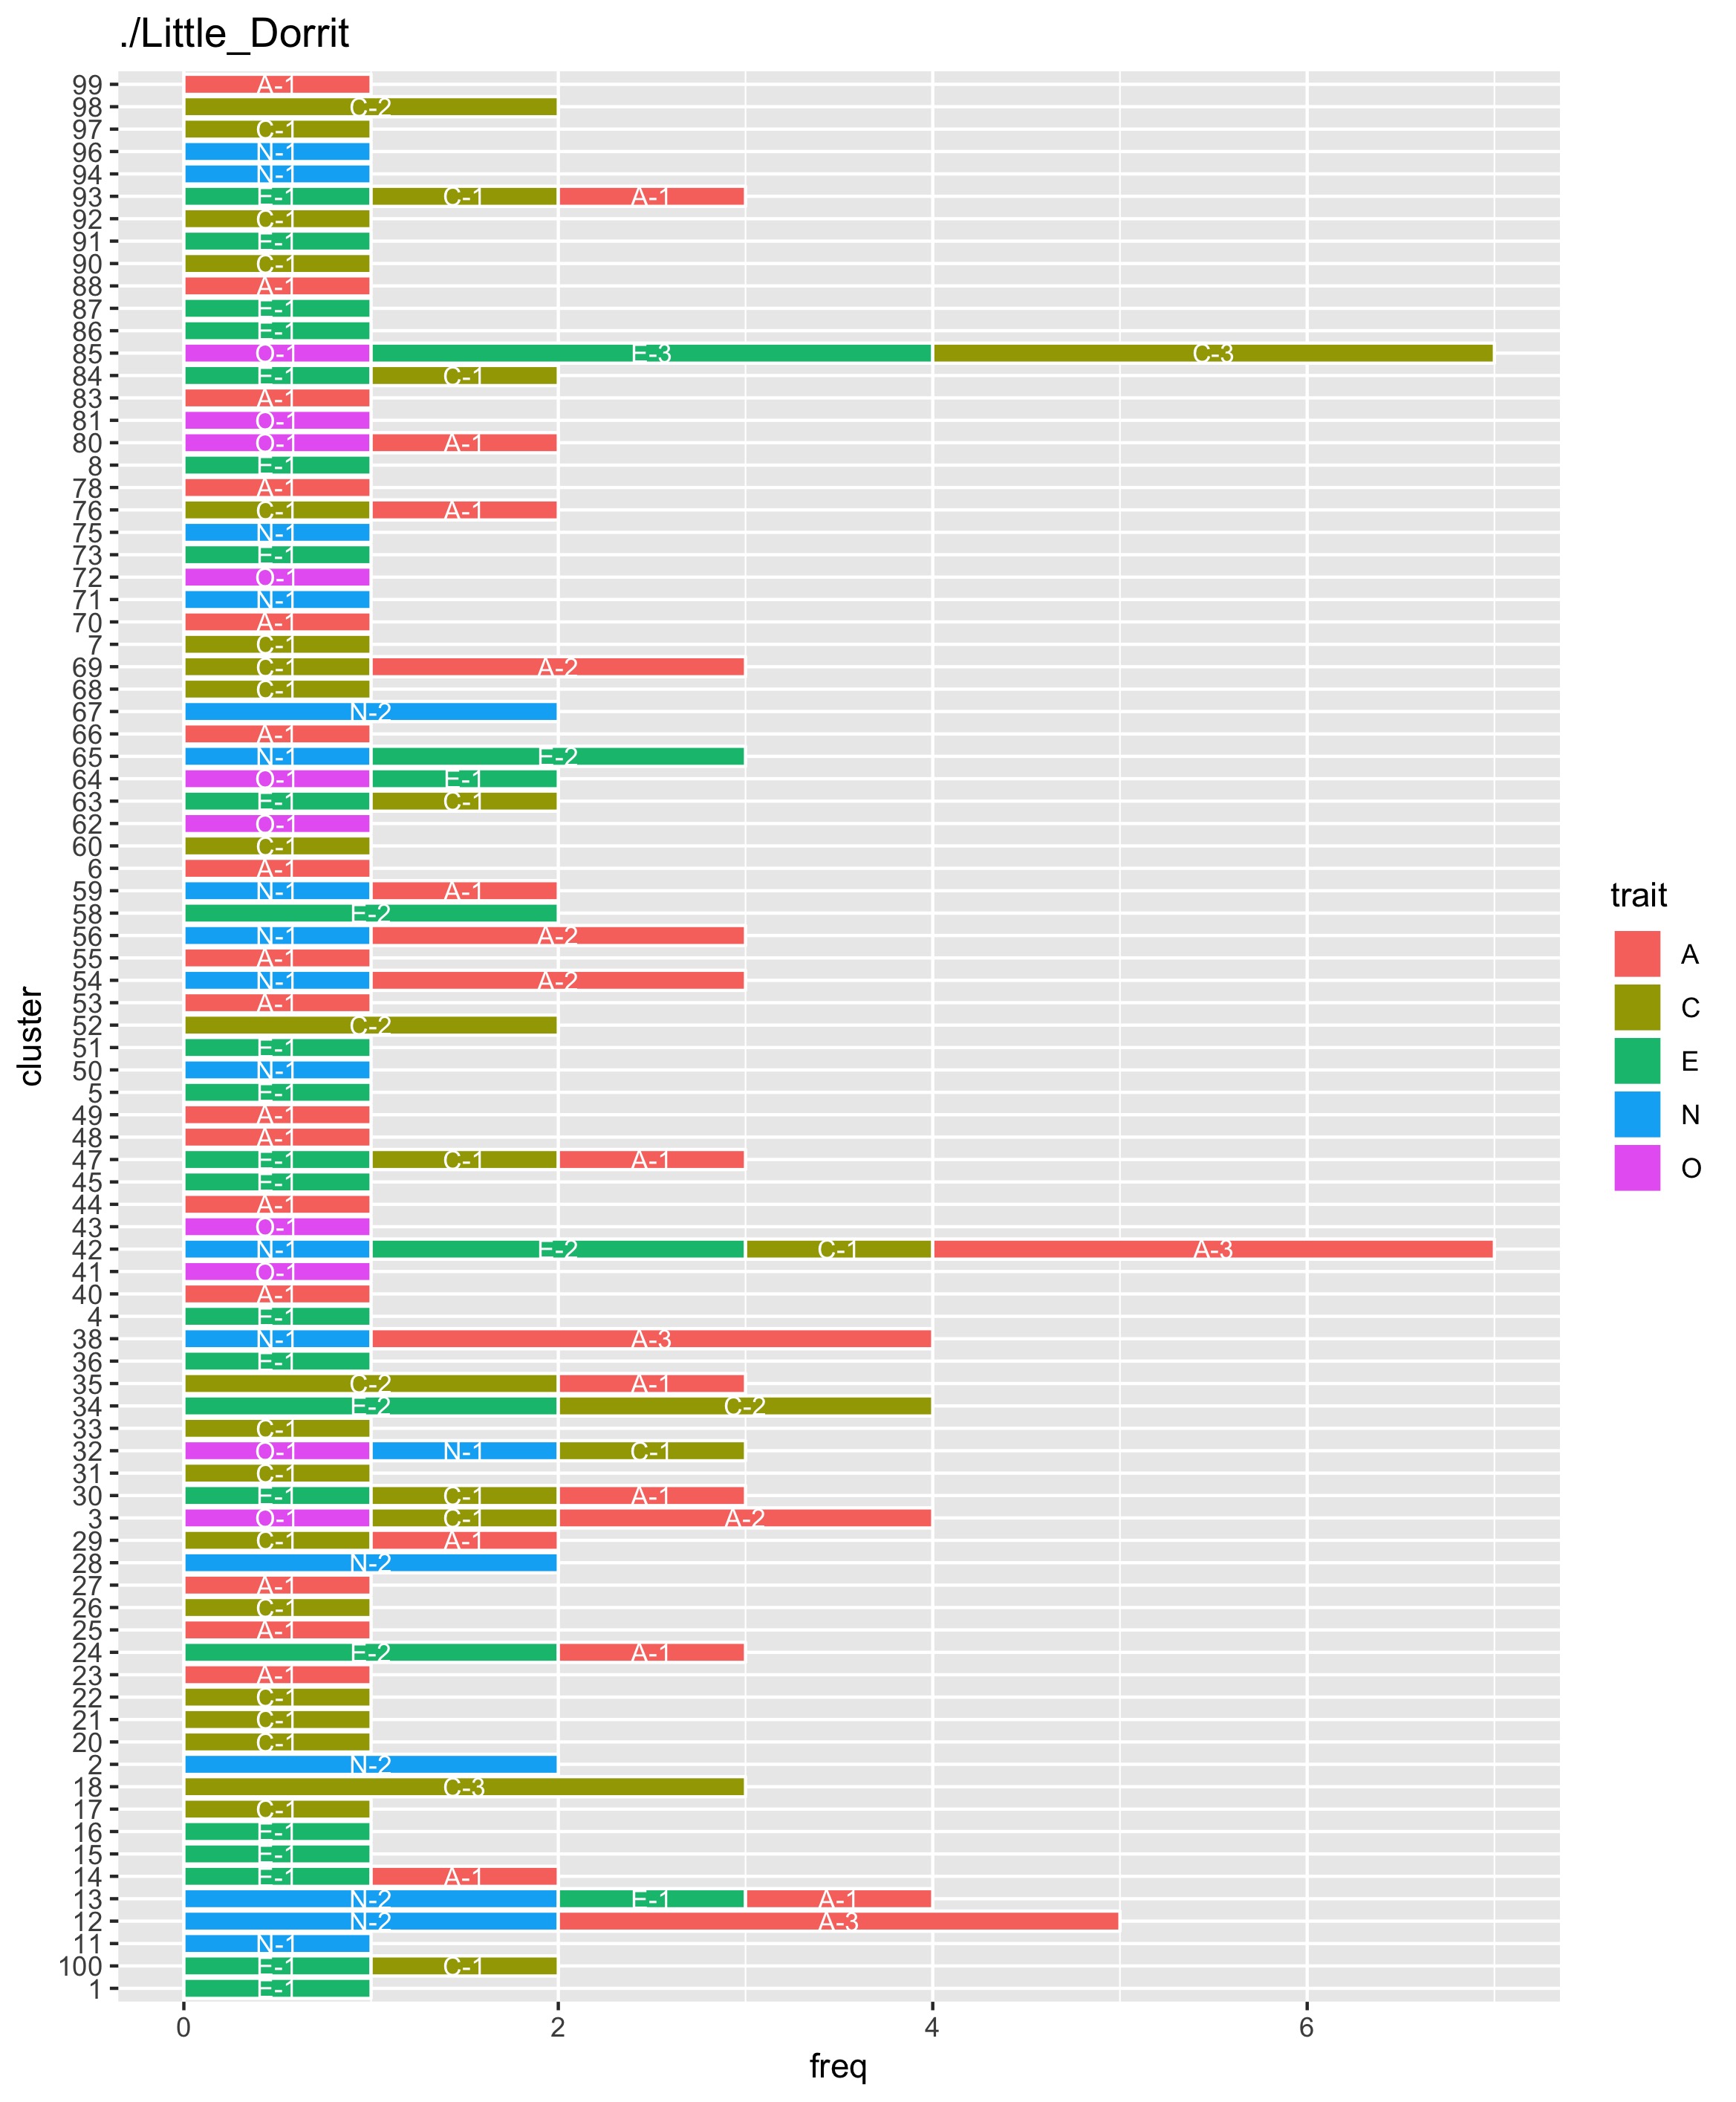 ./Little_Dorrit
99 A-1
98 C-2
97 C-1
96 N-1
94 N-1
93 E-1 C-1 A-1
92 C-1
91 E-1
90 C-1
88 A-1
87 E-1
86 E-1
85 O-1 E-3 C-3
84 E-1 C-1
83 A-1
81 O-1
80 O-1 A-1
8 E-1
78 A-1
76 C-1 A-1
75 N-1
73 E-1
72 O-1
71 N-1
70 A-1
7 C-1
69 C-1 A-2
68 C-1
67 N-2
66 A-1
65 N-1 E-2
64 O-1 E-1
63 E-1 C-1
62 O-1
60 C-1
6 A-1
59 N-1 A-1
58 E-2
56 N-1 A-2
55 A-1
54 N-1 A-2
53 A-1
52 C-2
51 E-1
50 N-1
5 E-1
49 A-1
48 A-1
47 E-1 C-1 A-1
45 E-1
44 A-1
43 O-1
42 N-1 E-2 C-1 A-3
41 O-1
40 A-1
4 E-1
38 N-1 A-3
36 E-1
35 C-2 A-1
34 E-2 C-2
33 C-1
32 O-1 N-1 C-1
31 C-1
30 E-1 C-1 A-1
3 O-1 C-1 A-2
29 C-1 A-1
28 N-2
27 A-1
26 C-1
25 A-1
24 E-2 A-1
23 A-1
22 C-1
21 C-1
20 C-1
2 N-2
18 C-3
17 C-1
16 E-1
15 E-1
14 E-1 A-1
13 N-2 E-1 A-1
12 N-2 A-3
11 N-1
100 E-1 C-1
1 E-1
0 2 4 6
freq
cluster
trait
A
C
E
N
O